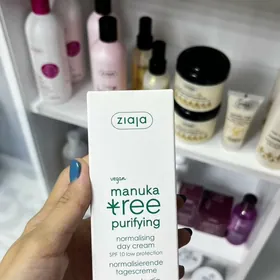 ziaja
vegan
manuka
tree
purifying
normalising
day cream
SPF 10 low protection
normalisierende
tagescreme